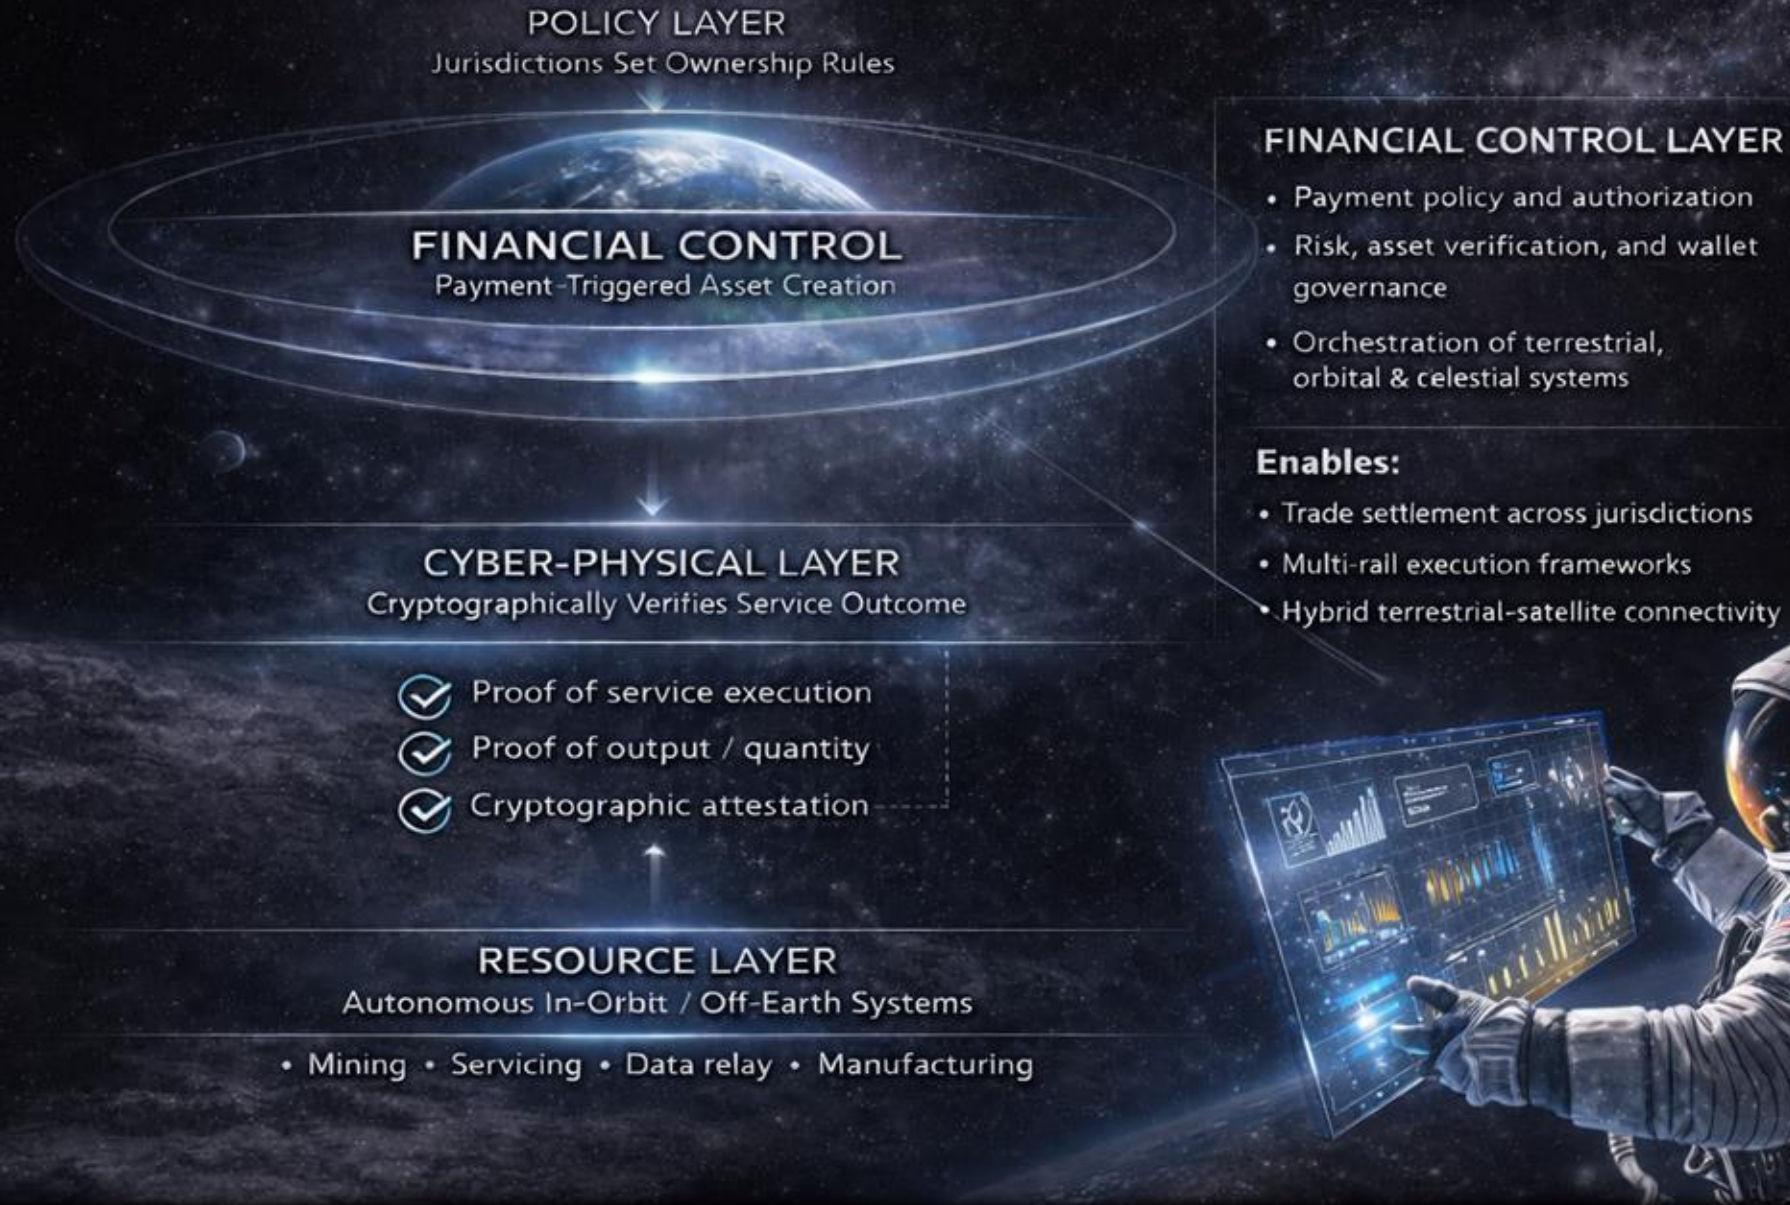 POLICY LAYER
Jurisdictions Set Ownership Rules
FINANCIAL CONTROL
Payment-Triggered Asset Creation
CYBER-PHYSICAL LAYER
Cryptographically Verifies Service Outcome
Proof of service execution
Proof of output / quantity
Cryptographic attestation
RESOURCE LAYER
Autonomous In-Orbit / Off-Earth Systems
• Mining • Servicing • Data relay • Manufacturing
FINANCIAL CONTROL LAYER
• Payment policy and authorization
• Risk, asset verification, and wallet
governance
• Orchestration of terrestrial,
orbital & celestial systems
Enables:
• Trade settlement across jurisdictions
• Multi-rail execution frameworks
• Hybrid terrestrial-satellite connectivity